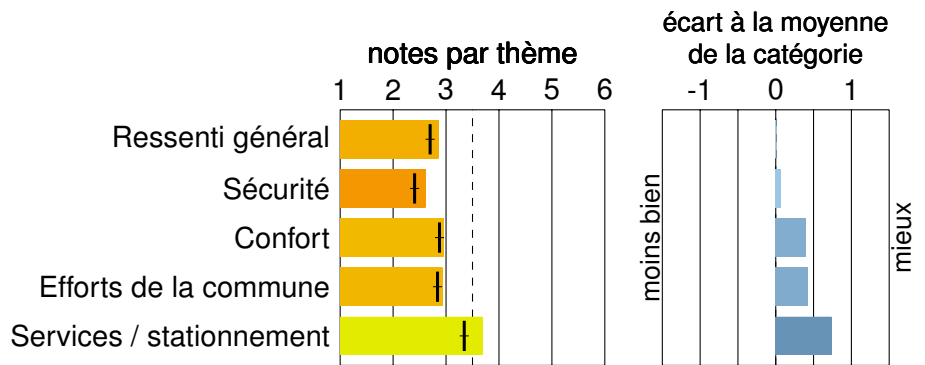 écart à la moyenne
de la catégorie
notes par thème
1 2 3 4 5 6
-1 0 1
Ressenti général
Sécurité
Confort
Efforts de la commune
Services / stationnement
moins bien
mieux